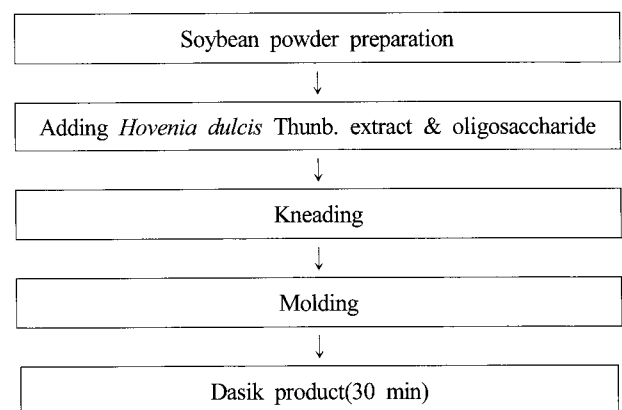 Soybean powder preparation
↓
Adding Hovenia dulcis Thunb. extract & oligosaccharide
↓
Kneading
↓
Molding
↓
Dasik product(30 min)